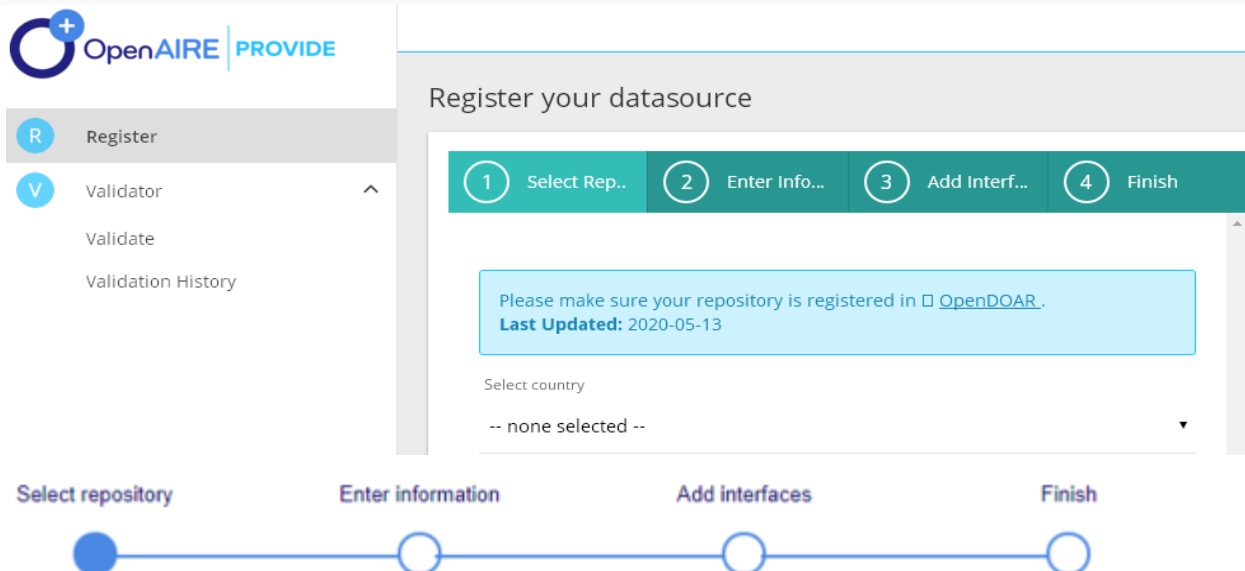 +
OpenAIRE PROVIDE
R Register
V Validator
Validate
Validation History
Register your datasource
1 Select Rep.. 2 Enter Info... 3 Add Interf... 4 Finish
Please make sure your repository is registered in OpenDOAR .
Last Updated: 2020-05-13
Select country
-- none selected --
Select repository Enter information Add interfaces Finish